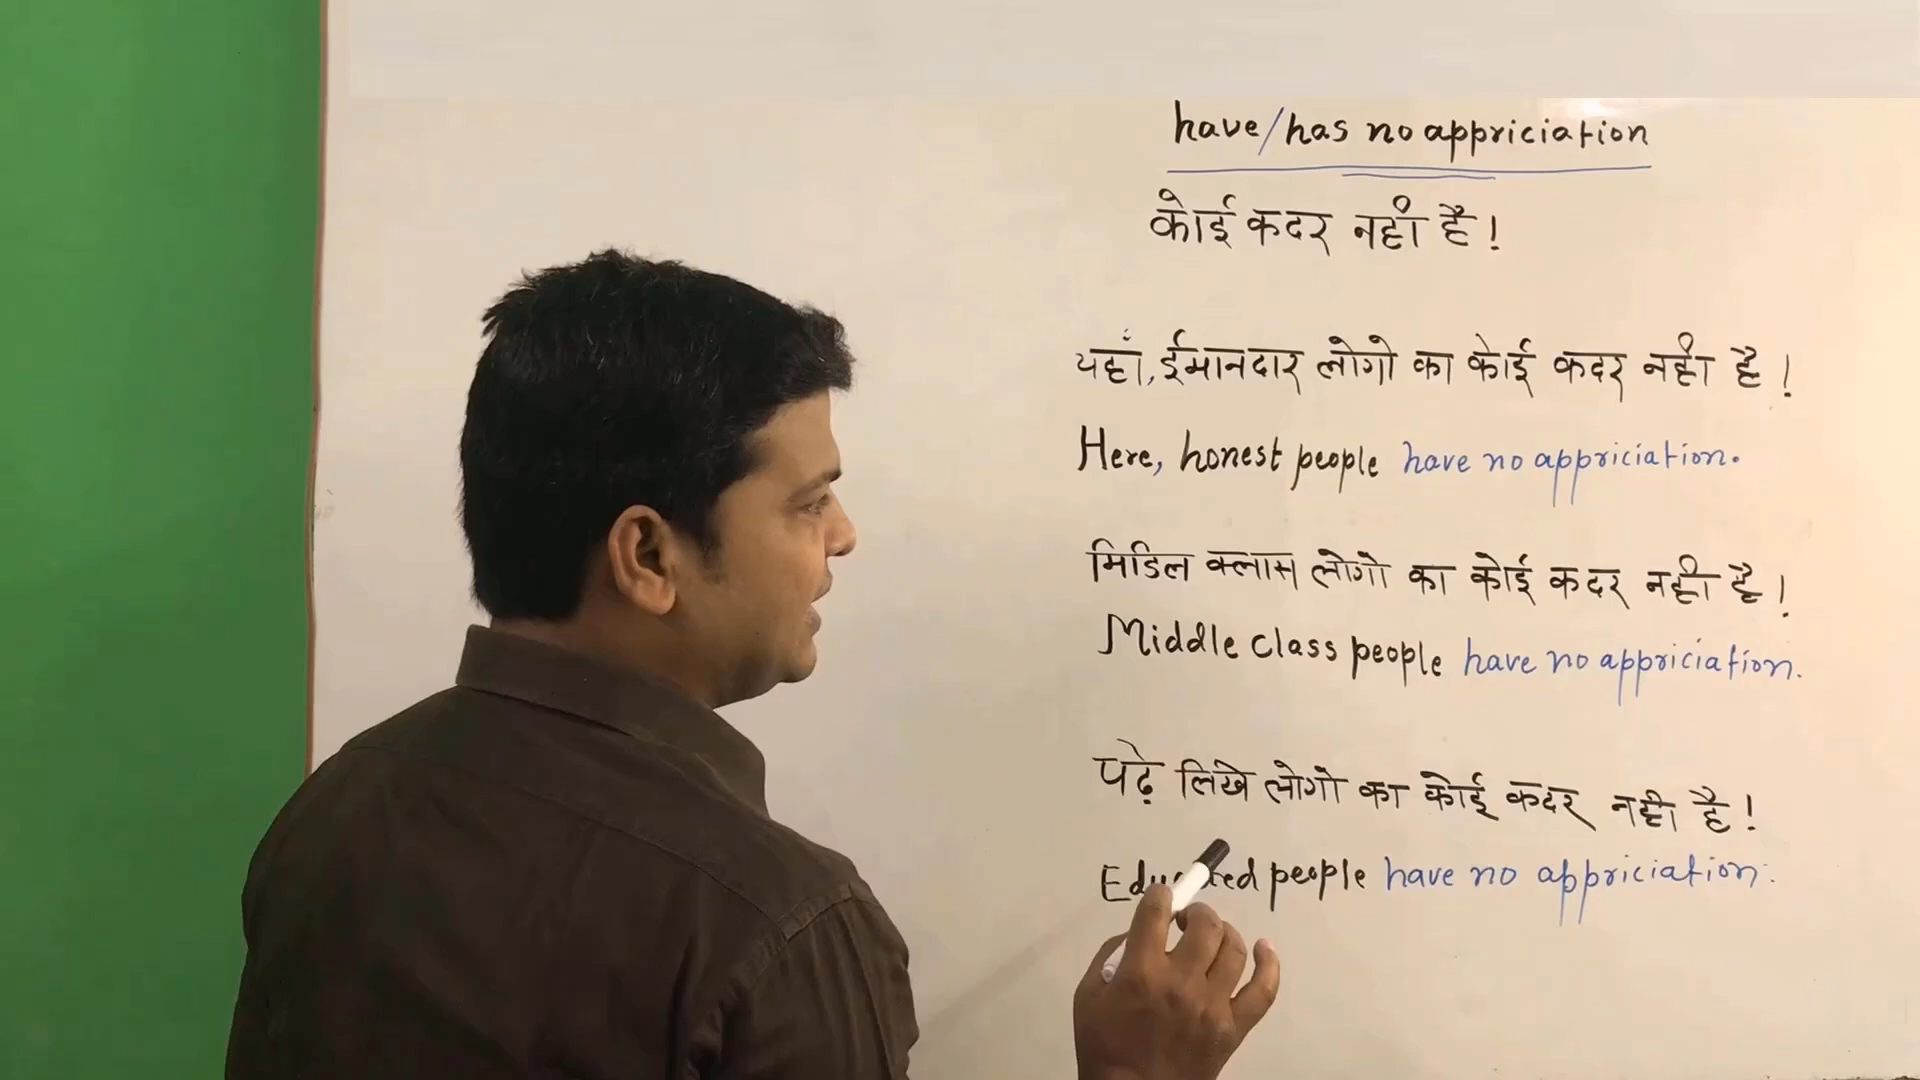 have/has no appriciation
कोई कदर नहीं है!
यहाँ, ईमानदार लोगो का कोई कदर नहीं है!
Here, honest people have no appriciation.
मिडिल क्लास लोगो का कोई कदर नही है!
Middle class people have no appriciation.
पढ़े लिखे लोगो का कोई कदर नही है!
people have no appriciation.